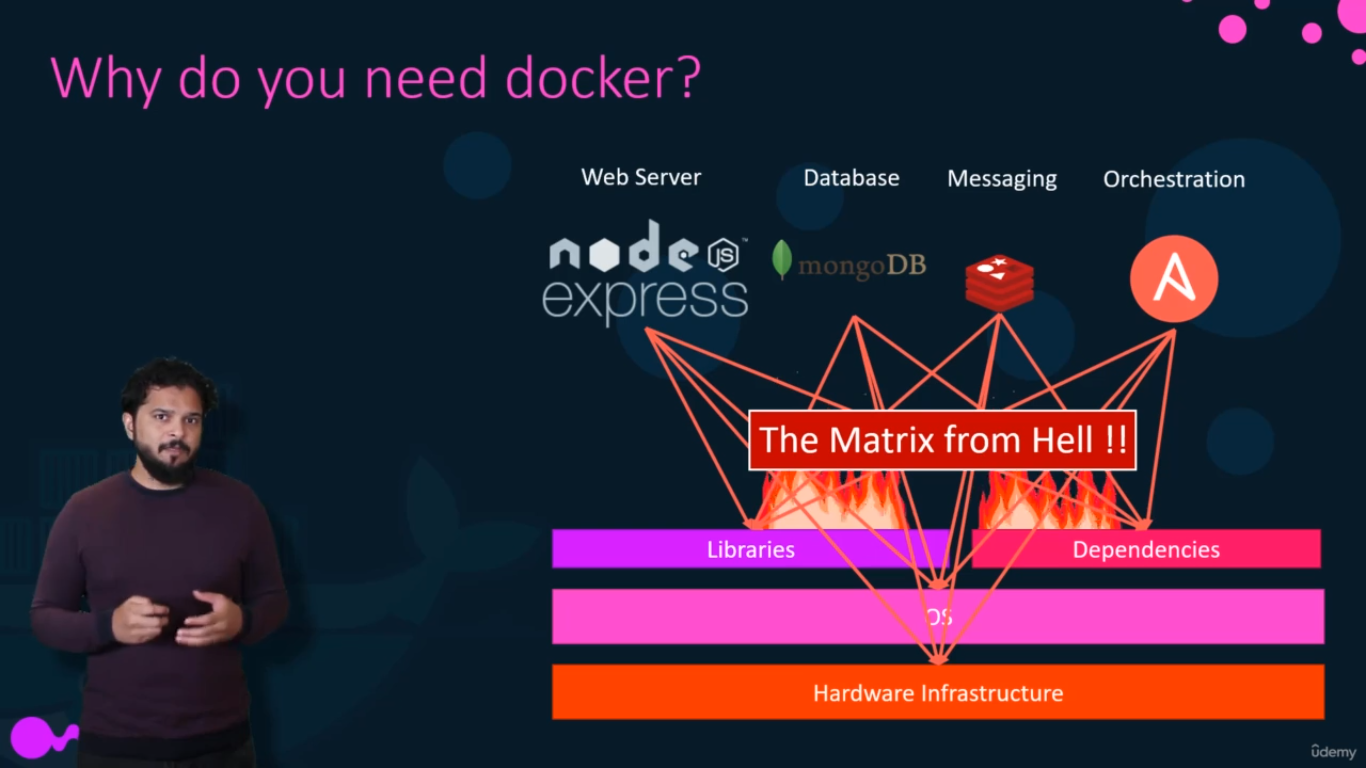 Why do you need docker?
Web Server
Database
Messaging
Orchestration
node JS ™
express
mongoDB
A
The Matrix from Hell !!
Libraries
Dependencies
OS
Hardware Infrastructure
ûdemy